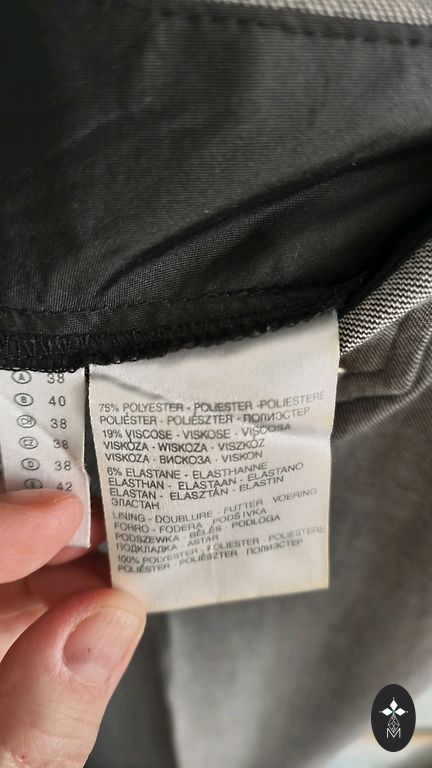 A 38
B 40
CH 38
CZ 38
D 38
E 42
75% POLYESTER - POLIESTER - POLIESTERE
POLIÉSTER - POLIÉSZTER - ПОЛИЭСТЕР
19% VISCOSE - VISKOSE - VISCOSA
VISKÓZA - WISKOZA - VISZKÓZ
VISKOZA - ВИСКОЗА - VISKON
6% ELASTANE - ELASTHANNE
ELASTHAN - ELASTAAN - ELASTANO
ELASTAN - ELASZTÁN - ELASTIN
ЭЛАСТАН
LINING - DOUBLURE - FUTTER VOERING
FORRO - FODERA PODŠIVKA
PODSZEWKA - BÉLÉS - PODLOGA
ПОДКЛАДКА - ASTAR
100% POLYESTER - POLIESTER - POLIESTERE
POLIÉSTER - POLIÉSZTER ПОЛИЭСТЕР
M